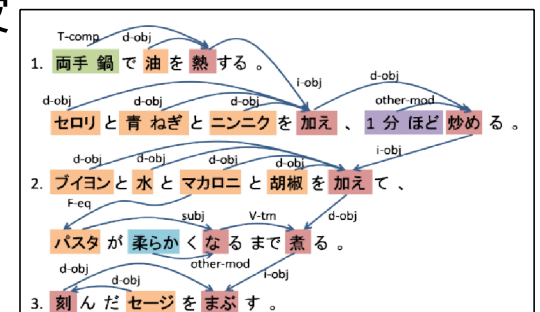 T-comp d-obj
1. 両手 鍋 で 油 を 熱 する 。
i-obj
d-obj d-obj d-obj d-obj other-mod
セロリ と 青 ねぎ と ニンニク を 加え 、 1 分 ほど 炒め る 。
i-obj
d-obj d-obj d-obj d-obj
2. ブイヨン と 水 と マカロニ と 胡椒 を 加え て 、
F-eq subj V-tm d-obj
パスタ が 柔らか く な る まで 煮 る 。
other-mod i-obj
d-obj d-obj
3. 刻 ん だ セージ を まぶ す 。